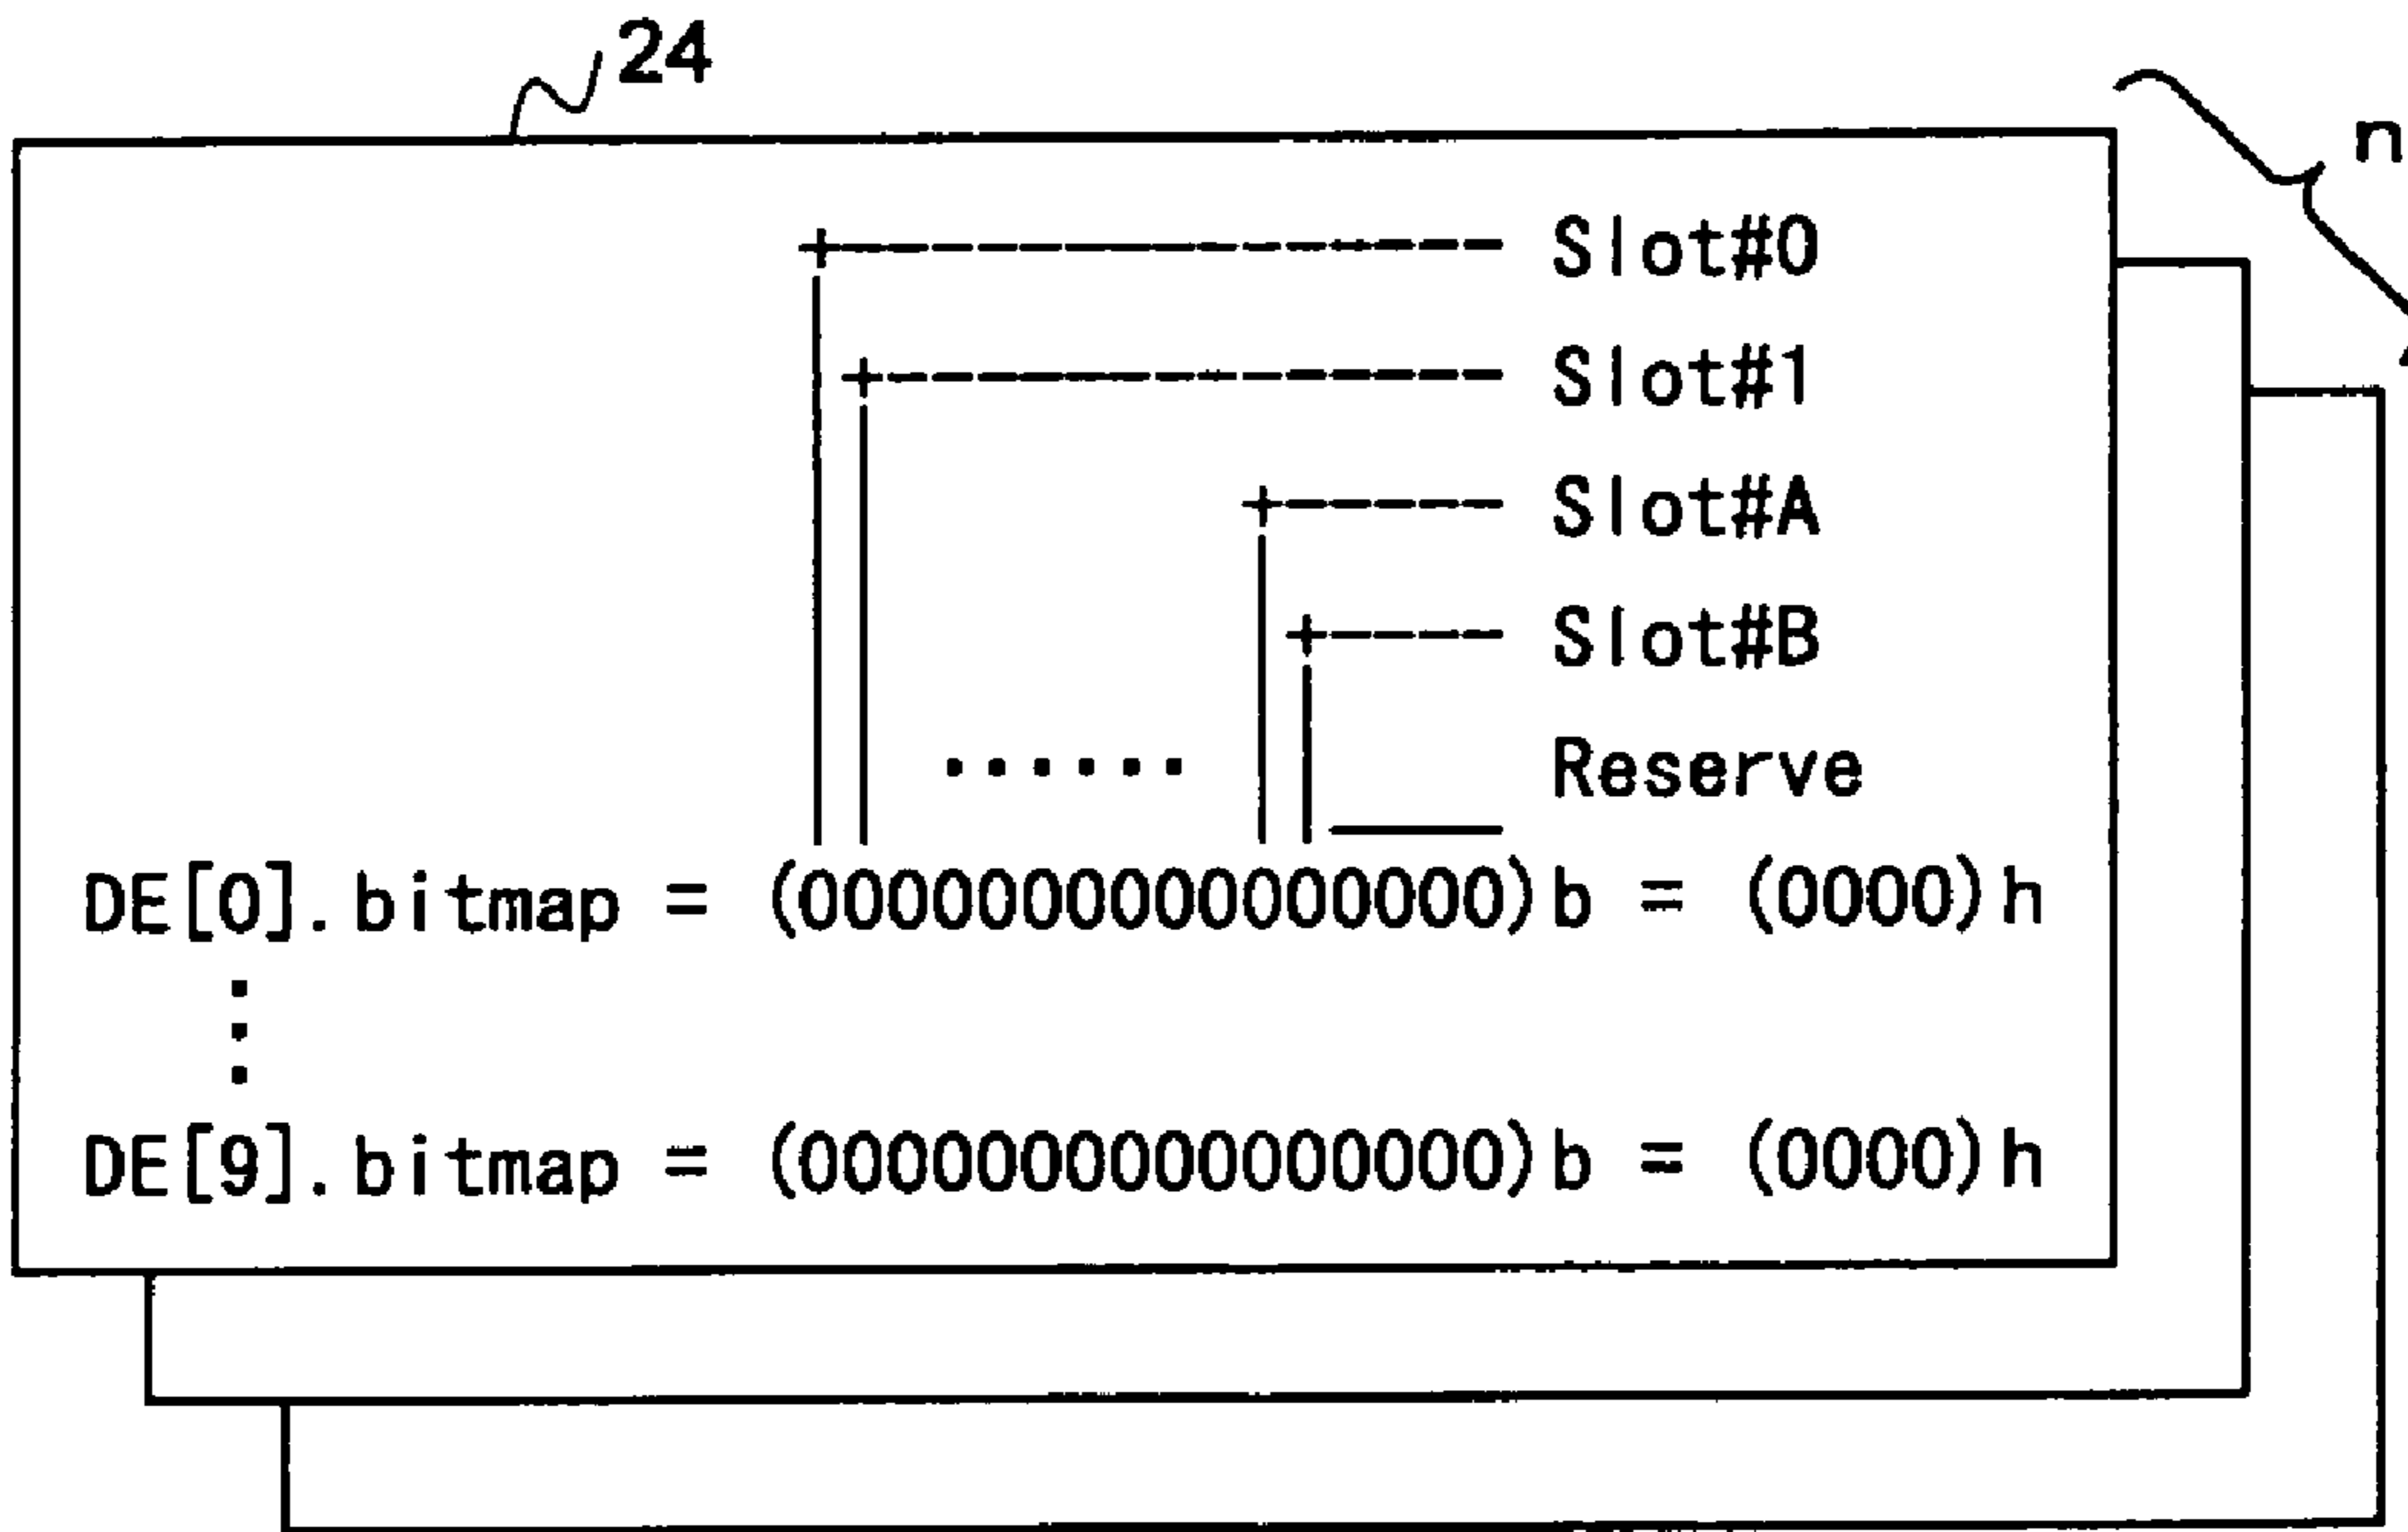 24
n
Slot#0
Slot#1
Slot#A
Slot#B
...... Reserve
DE[0].bitmap = (0000000000000000)b = (0000)h
DE[9].bitmap = (0000000000000000)b = (0000)h